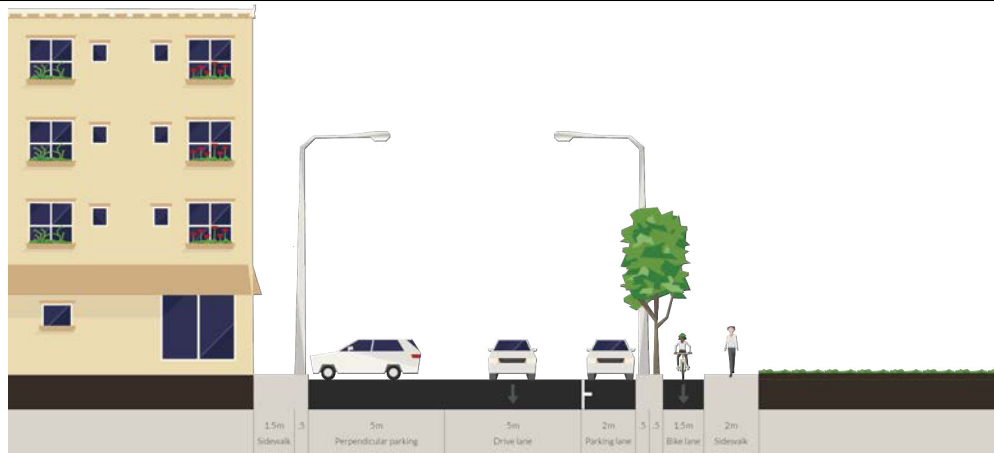 1.5m
Sidewalk
.5
5m
Perpendicular parking
5m
Drive lane
2m
Parking lane
.5
.5
1.5m
Bike lane
2m
Sidewalk